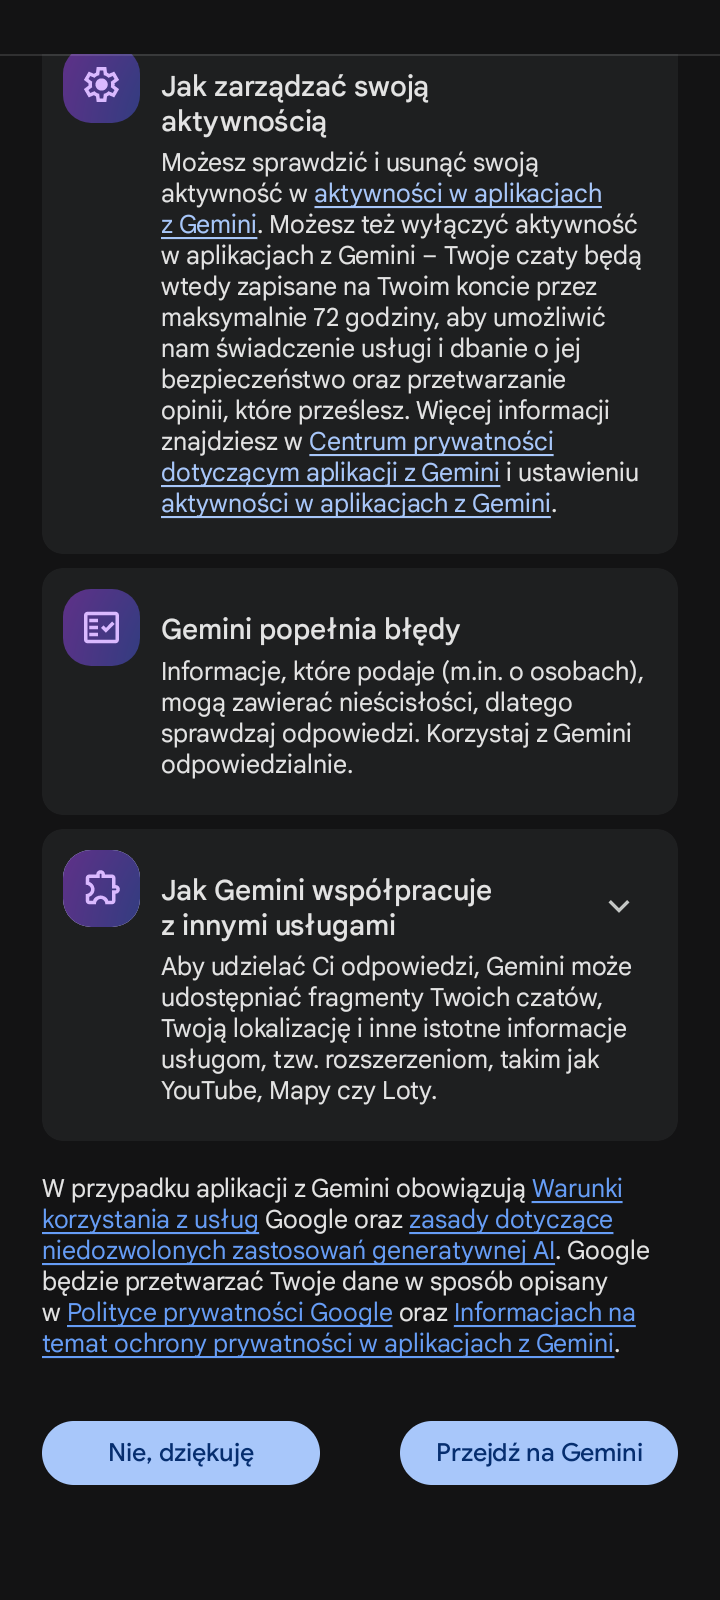 Jak zarządzać swoją
aktywnością
Możesz sprawdzić i usunąć swoją
aktywność w aktywności w aplikacjach
z Gemini. Możesz też wyłączyć aktywność
w aplikacjach z Gemini – Twoje czaty będą
wtedy zapisane na Twoim koncie przez
maksymalnie 72 godziny, aby umożliwić
nam świadczenie usługi i dbanie o jej
bezpieczeństwo oraz przetwarzanie
opinii, które prześlesz. Więcej informacji
znajdziesz w Centrum prywatności
dotyczącym aplikacji z Gemini i ustawieniu
aktywności w aplikacjach z Gemini.
Gemini popełnia błędy
Informacje, które podaje (m.in. o osobach),
mogą zawierać nieścisłości, dlatego
sprawdzaj odpowiedzi. Korzystaj z Gemini
odpowiedzialnie.
Jak Gemini współpracuje
z innymi usługami
Aby udzielać Ci odpowiedzi, Gemini może
udostępniać fragmenty Twoich czatów,
Twoją lokalizację i inne istotne informacje
usługom, tzw. rozszerzeniom, takim jak
YouTube, Mapy czy Loty.
W przypadku aplikacji z Gemini obowiązują Warunki
korzystania z usług Google oraz zasady dotyczące
niedozwolonych zastosowań generatywnej AI. Google
będzie przetwarzać Twoje dane w sposób opisany
w Polityce prywatności Google oraz Informacjach na
temat ochrony prywatności w aplikacjach z Gemini.
Nie, dziękuję
Przejdź na Gemini